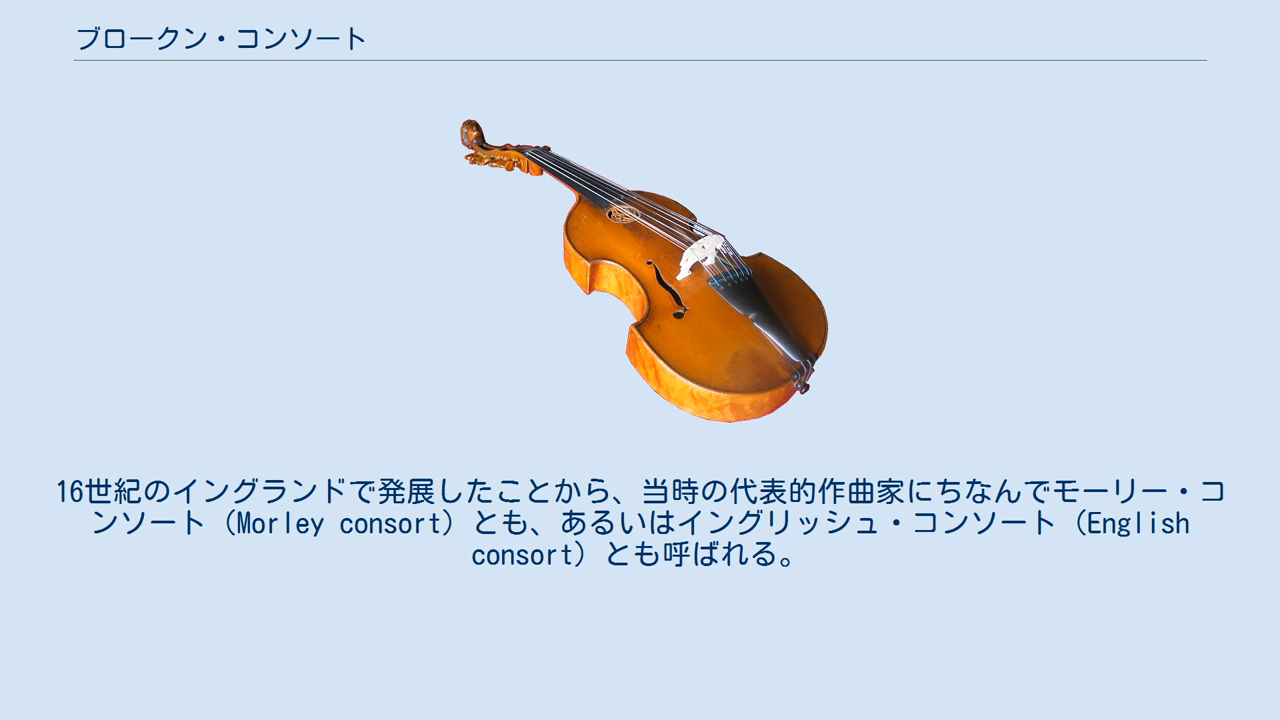 ブロークン・コンソート
16世紀のイングランドで発展したことから、当時の代表的作曲家にちなんでモーリー・コ
ンソート（Morley consort）とも、あるいはイングリッシュ・コンソート（English
consort）とも呼ばれる。